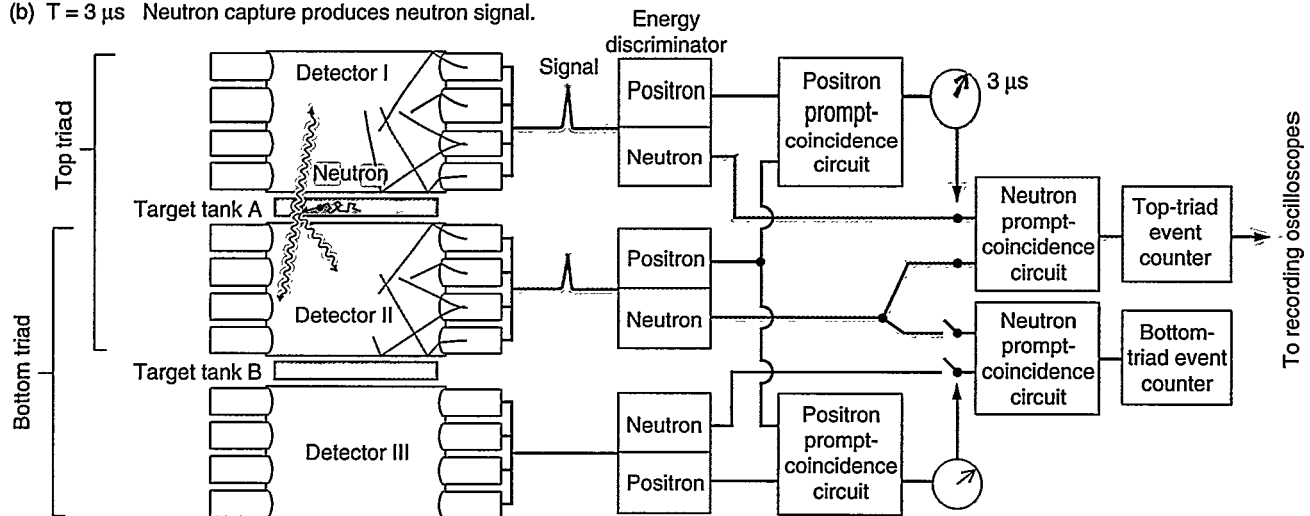 (b) T = 3 μs Neutron capture produces neutron signal.
Energy
discriminator
Top triad
Detector I
Neutron
Signal
Positron
Neutron
Positron
prompt-
coincidence
circuit
3 μs
Target tank A
Neutron
prompt-
coincidence
circuit
Top-triad
event
counter
To recording oscilloscopes
Bottom triad
Detector II
Positron
Neutron
Target tank B
Neutron
prompt-
coincidence
circuit
Bottom-
triad event
counter
Detector III
Neutron
Positron
Positron
prompt-
coincidence
circuit